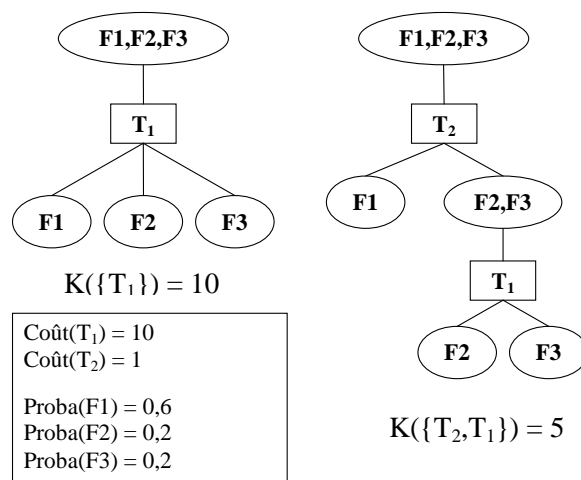 F1,F2,F3
T₁
F1
F2
F3
K({T₁}) = 10
Coût(T₁) = 10
Coût(T₂) = 1
Proba(F1) = 0,6
Proba(F2) = 0,2
Proba(F3) = 0,2
F1,F2,F3
T₂
F1
F2,F3
T₁
F2
F3
K({T₂,T₁}) = 5